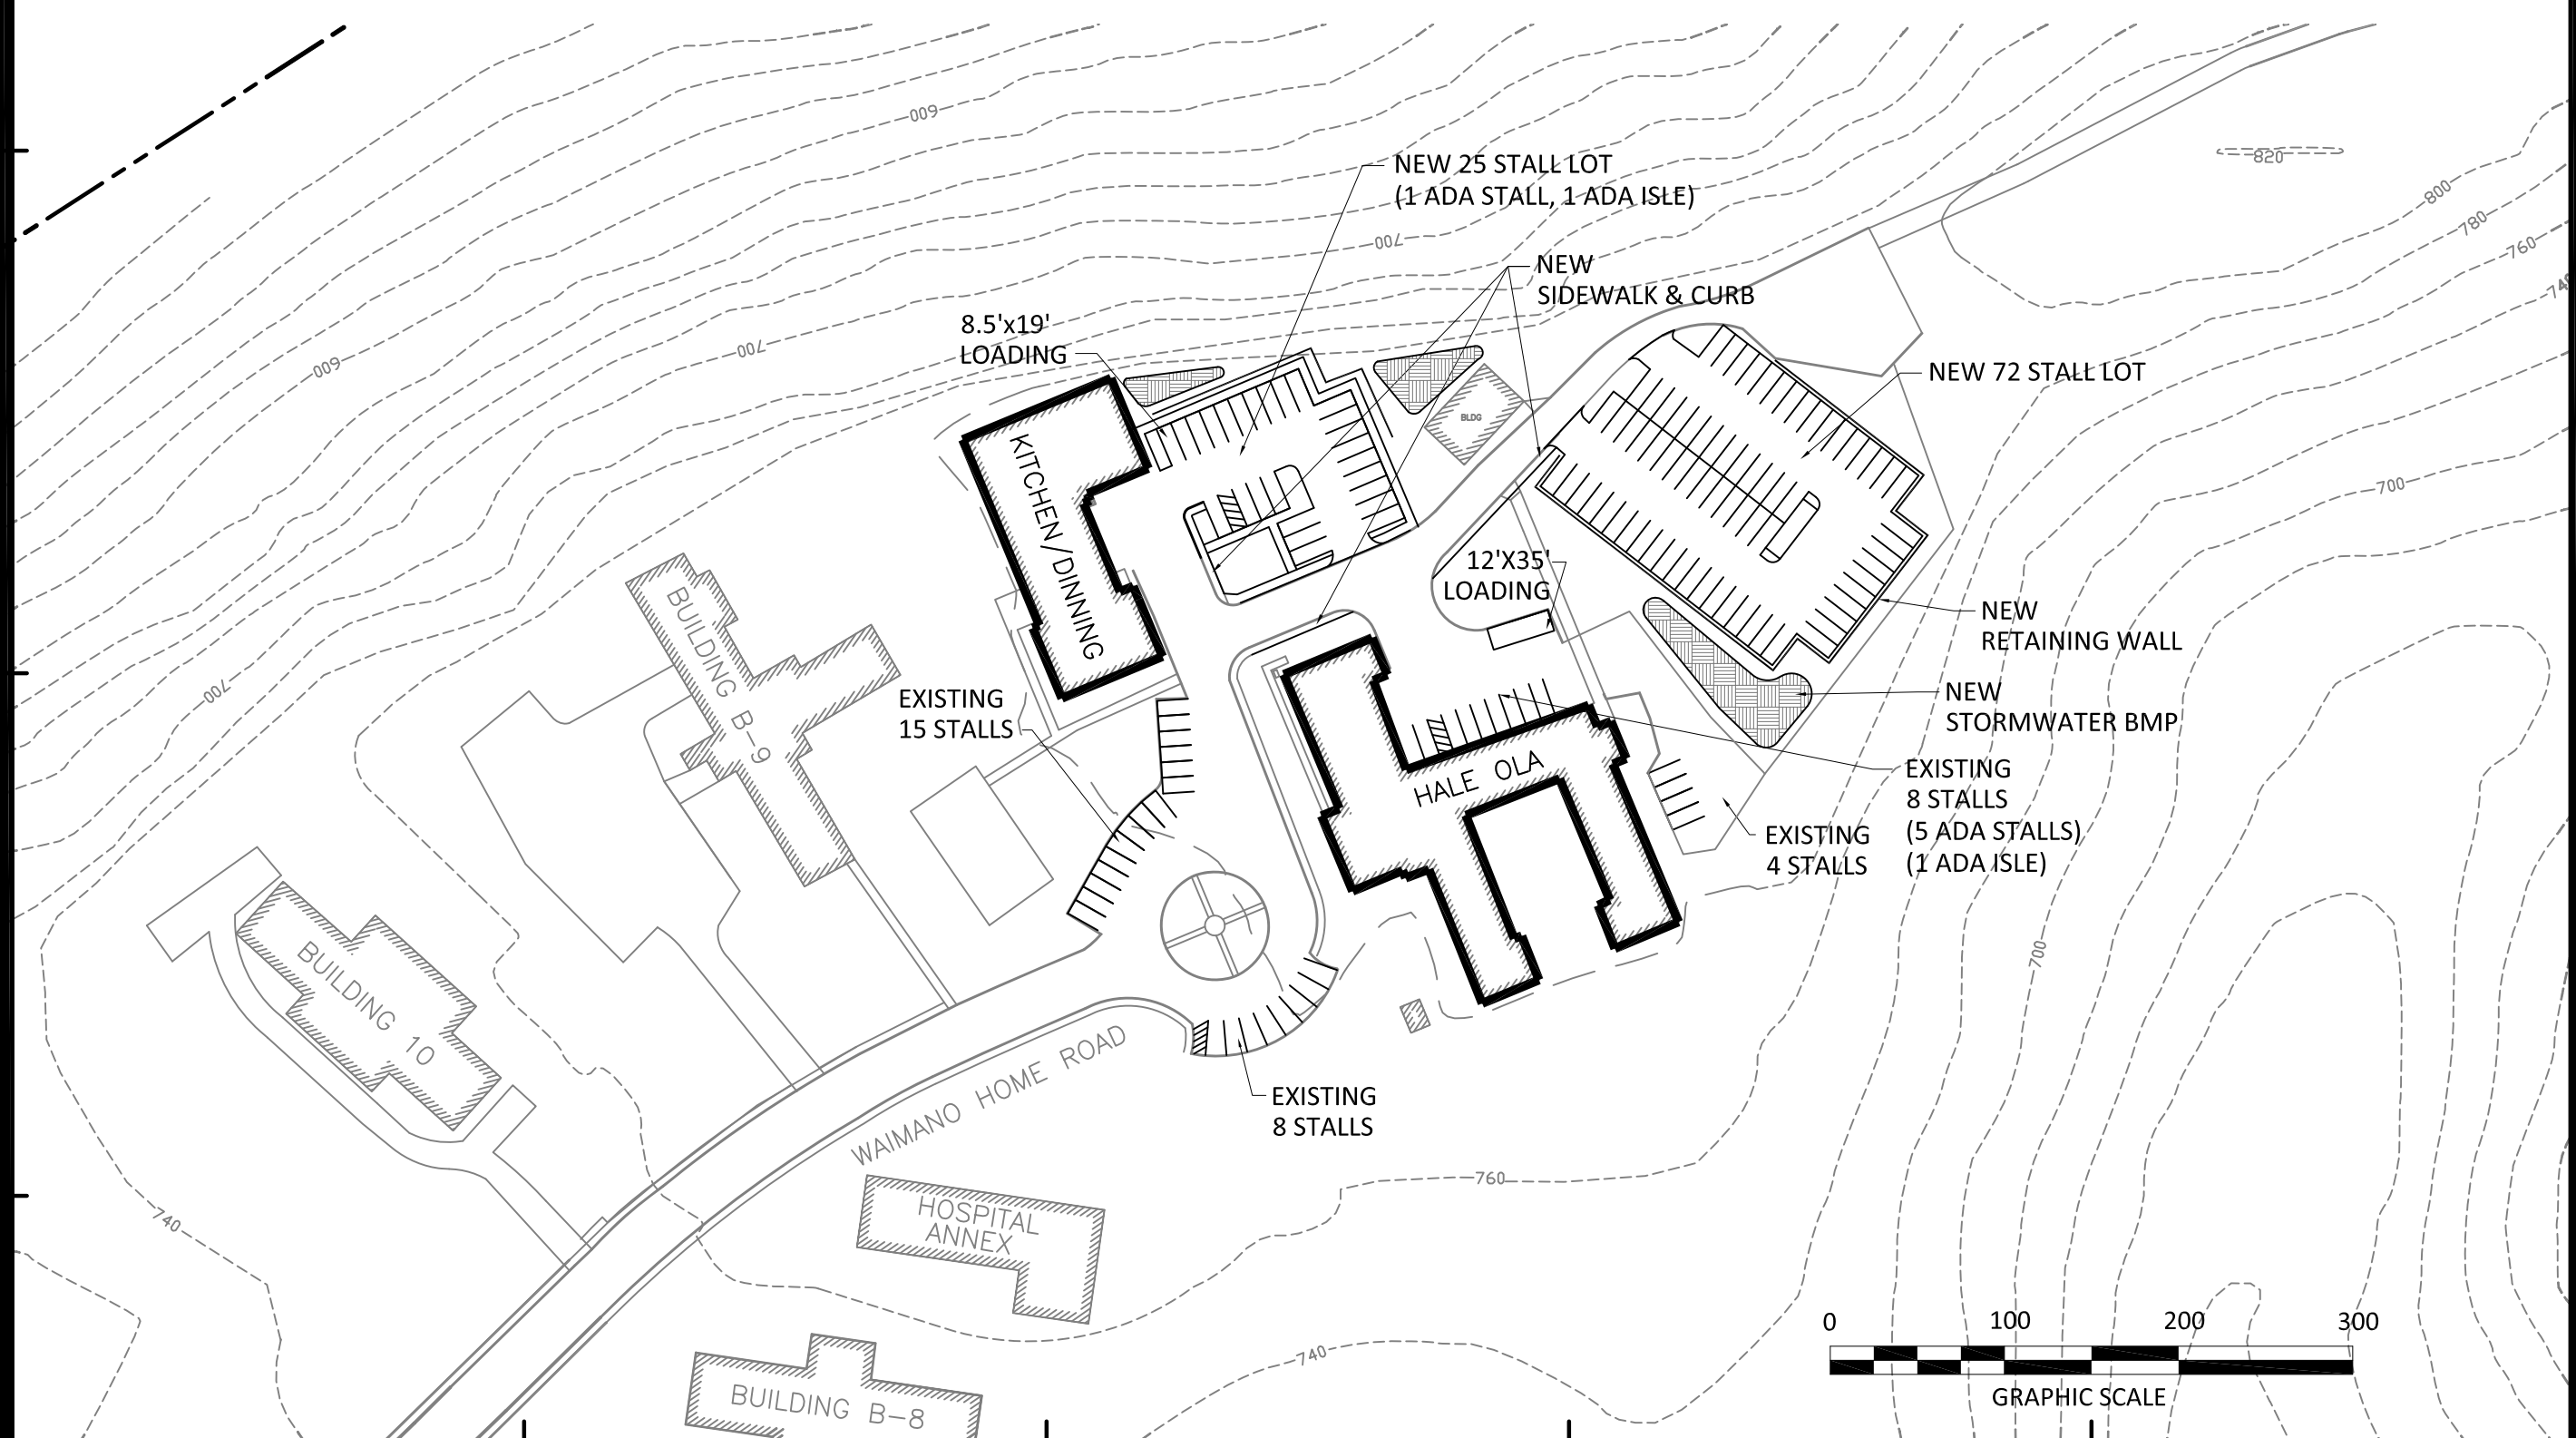 600
820
800
NEW 25 STALL LOT
(1 ADA STALL, 1 ADA ISLE)
780
700
760
NEW
SIDEWALK & CURB
8.5'x19'
LOADING
700
600
NEW 72 STALL LOT
BLDG
KITCHEN/DINNING
700
12'X35'
LOADING
BUILDING B-9
NEW
RETAINING WALL
700
EXISTING
15 STALLS
NEW
STORMWATER BMP
HALE OLA
EXISTING
8 STALLS
(5 ADA STALLS)
(1 ADA ISLE)
EXISTING
4 STALLS
700
BUILDING 10
WAIMANO HOME ROAD
EXISTING
8 STALLS
760
740
HOSPITAL
ANNEX
740
BUILDING B-8
0 100 200 300
GRAPHIC SCALE